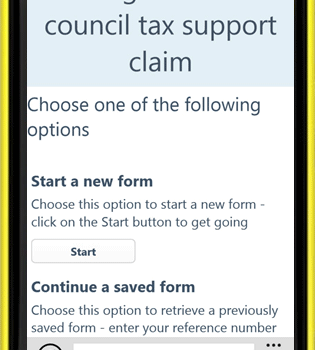 council tax support
claim
Choose one of the following
options
Start a new form
Choose this option to start a new form -
click on the Start button to get going
Start
Continue a saved form
Choose this option to retrieve a previously
saved form - enter your reference number